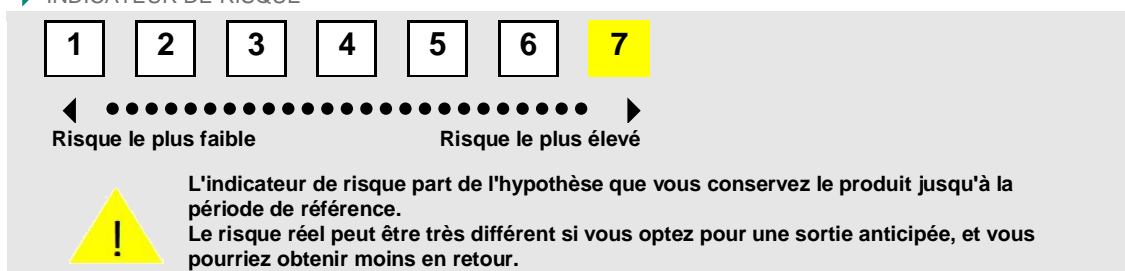 INDICATEUR DE RISQUE
1 2 3 4 5 6 7
Risque le plus faible Risque le plus élevé
L'indicateur de risque part de l'hypothèse que vous conservez le produit jusqu'à la
période de référence.
Le risque réel peut être très différent si vous optez pour une sortie anticipée, et vous
pourriez obtenir moins en retour.
!